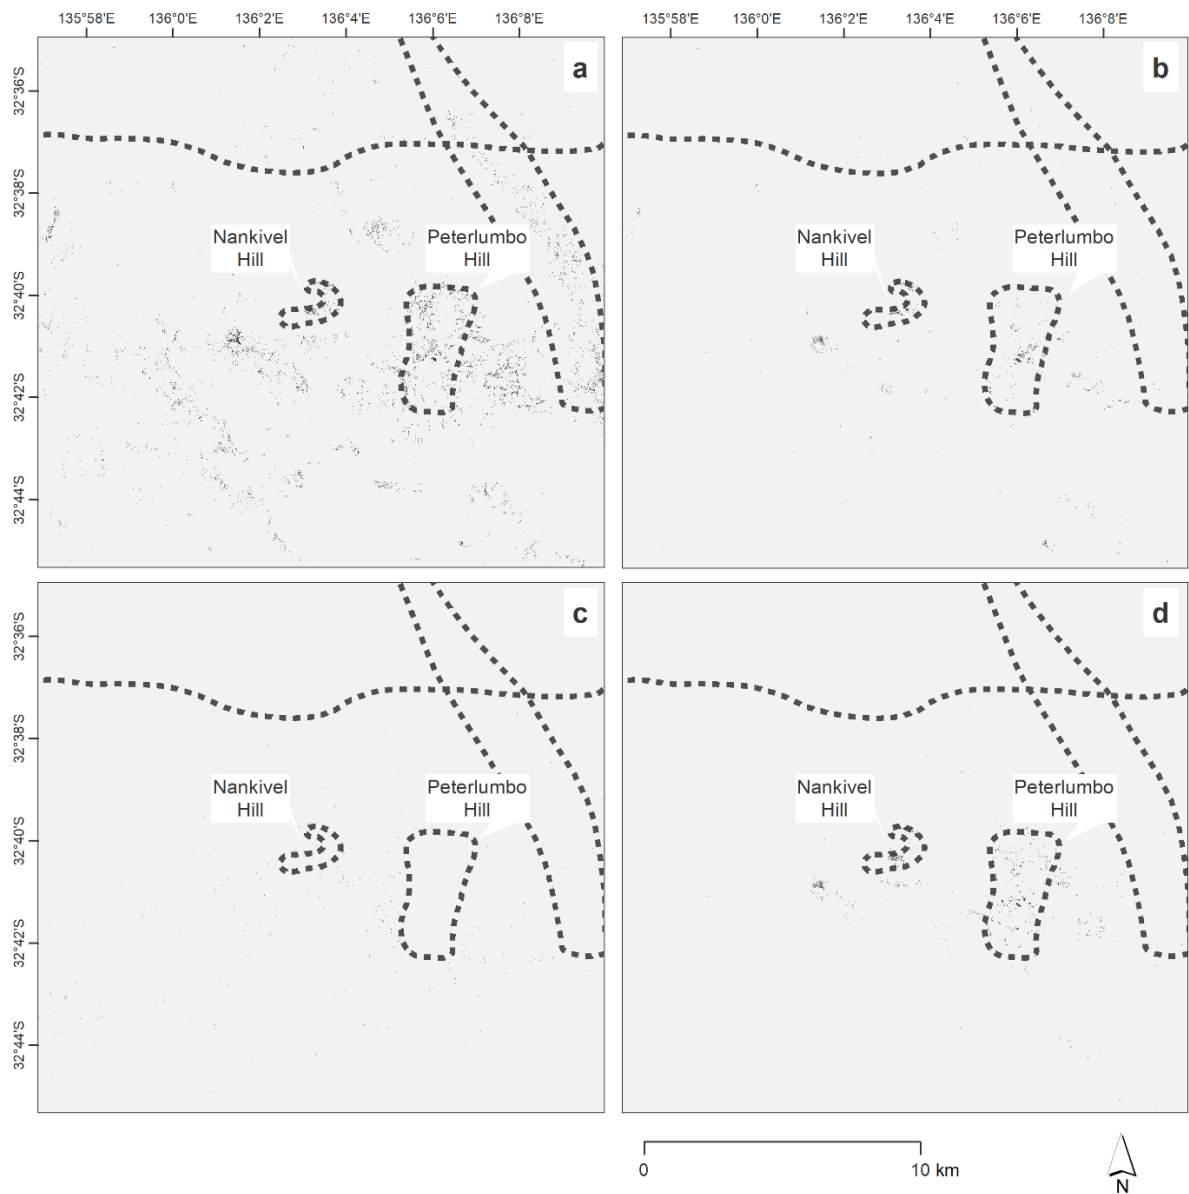 135°58'E 136°0'E 136°2'E 136°4'E 136°6'E 136°8'E 135°58'E 136°0'E 136°2'E 136°4'E 136°6'E 136°8'E
a
b
32°36'S
32°38'S
32°40'S
32°42'S
32°44'S
Nankivel
Hill
Peterlumbo
Hill
Nankivel
Hill
Peterlumbo
Hill
c
d
32°36'S
32°38'S
32°40'S
32°42'S
32°44'S
Nankivel
Hill
Peterlumbo
Hill
Nankivel
Hill
Peterlumbo
Hill
0 10 km
N